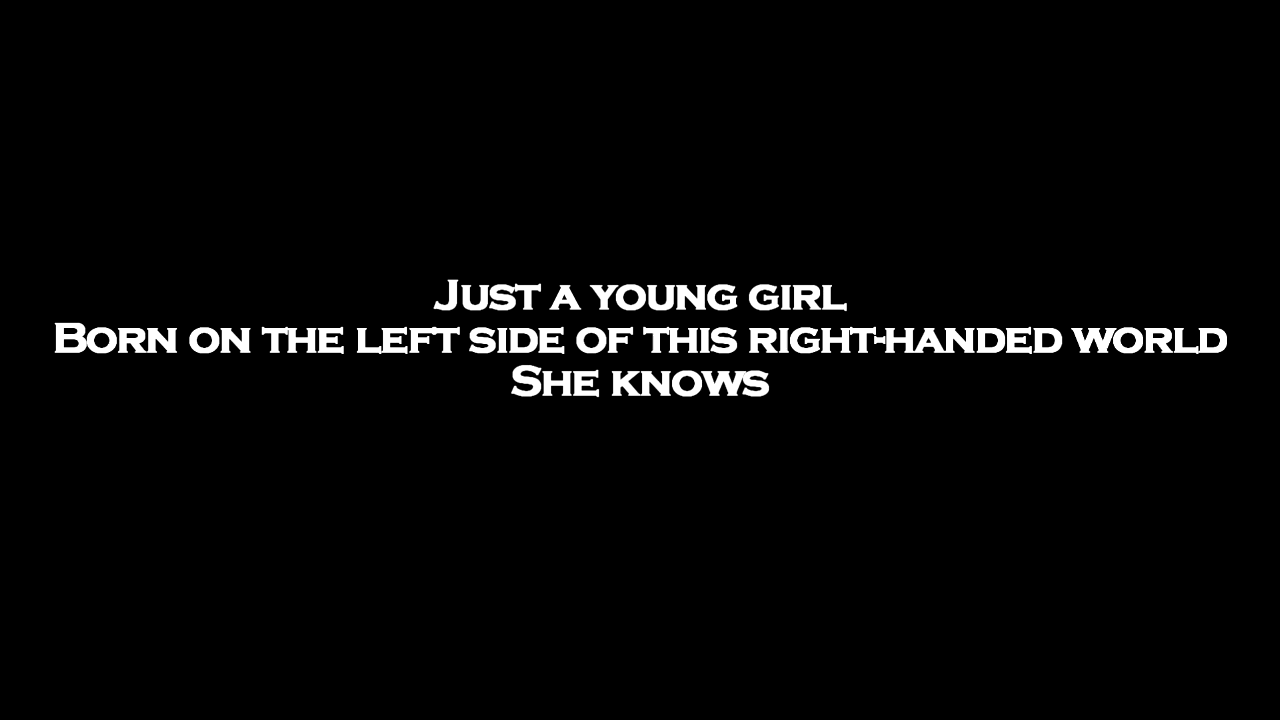 Just a young girl
Born on the left side of this right-handed world
She knows